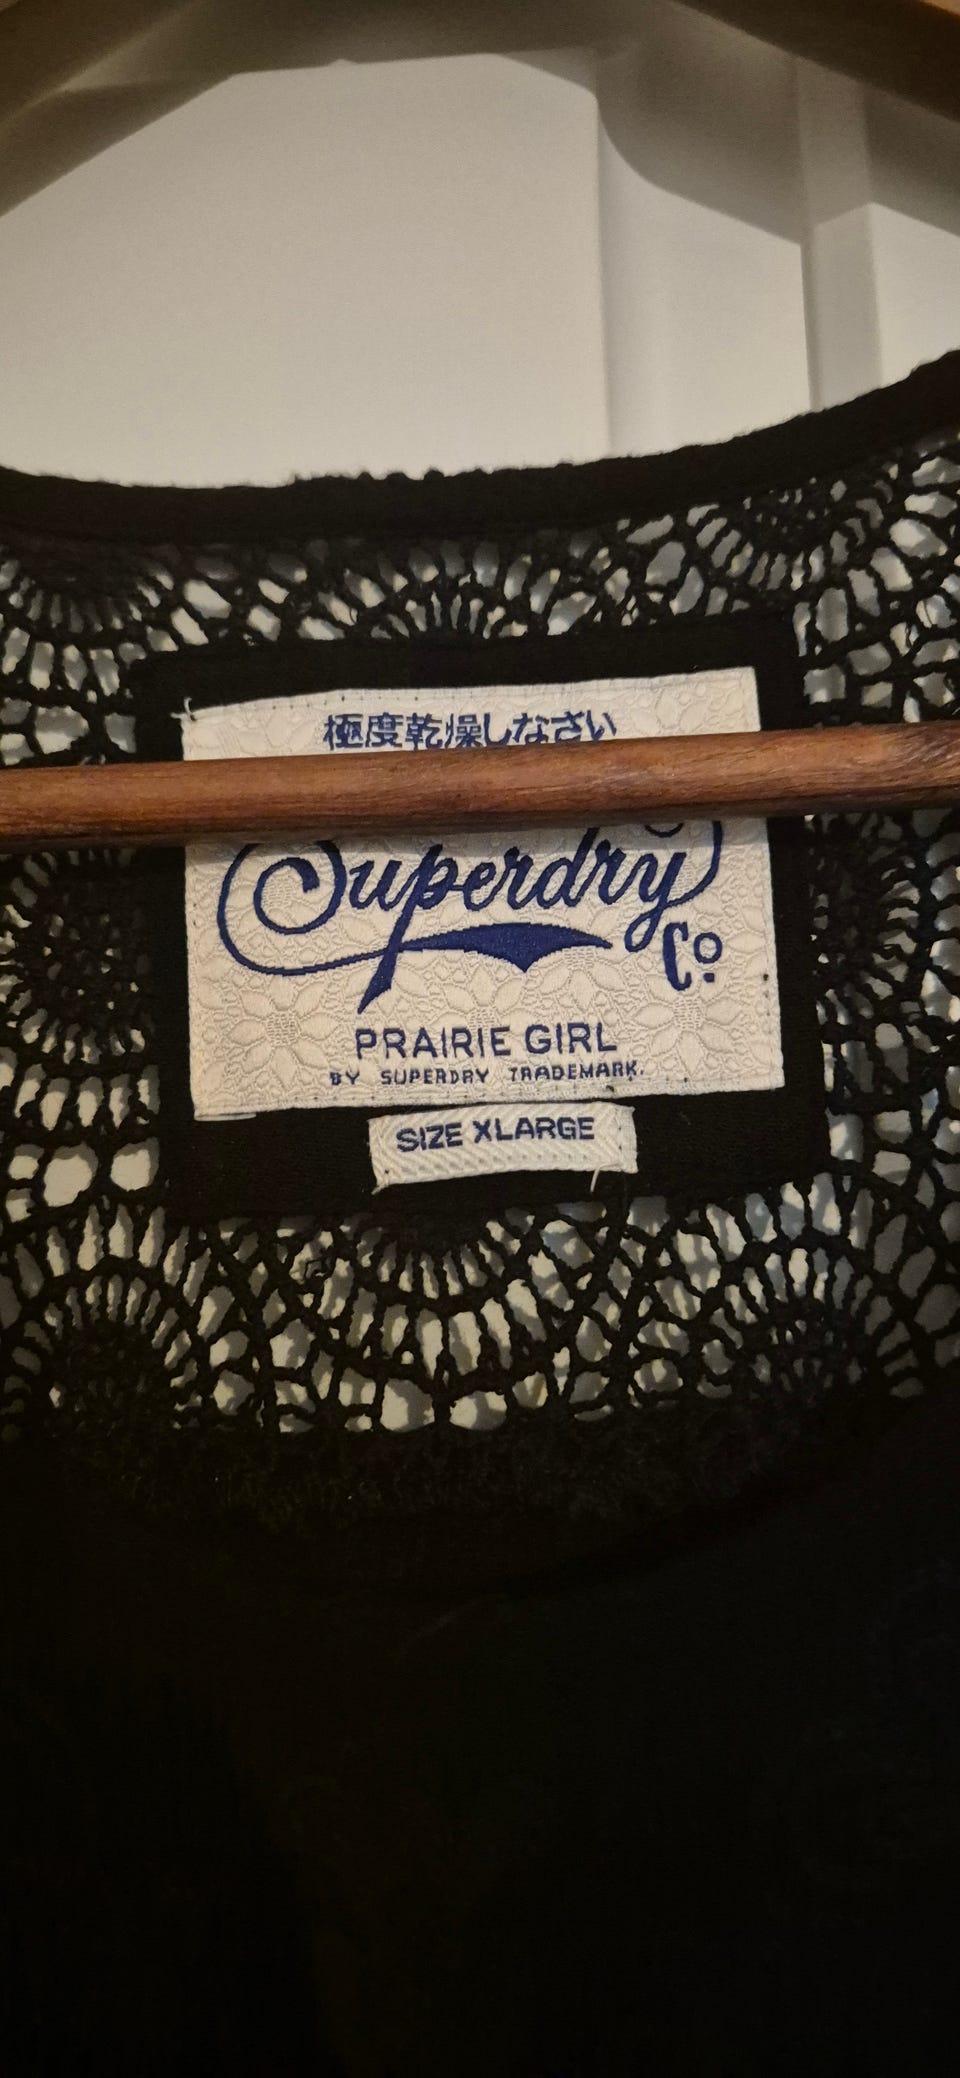 極度乾燥しなさい
Superdry
Co
PRAIRIE GIRL
BY SUPERDRY TRADEMARK.
SIZE XLARGE